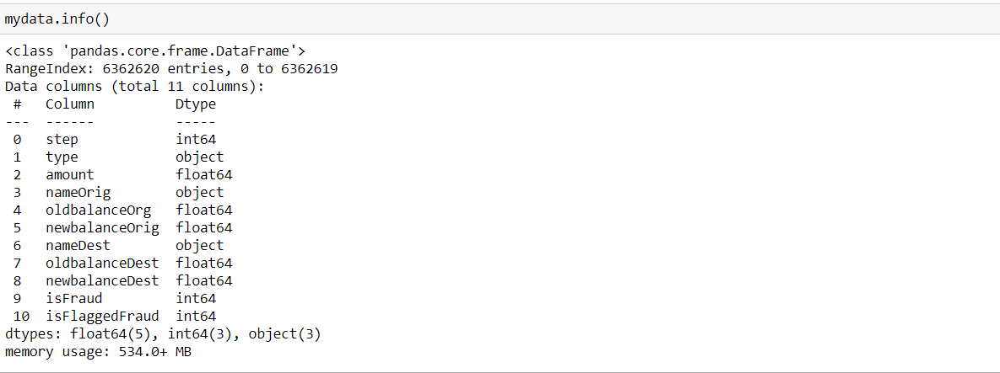 mydata.info()
<class 'pandas.core.frame.DataFrame'>
RangeIndex: 6362620 entries, 0 to 6362619
Data columns (total 11 columns):
 #   Column          Dtype
---  ------          -----
 0   step            int64
 1   type            object
 2   amount          float64
 3   nameOrig        object
 4   oldbalanceOrg   float64
 5   newbalanceOrig  float64
 6   nameDest        object
 7   oldbalanceDest  float64
 8   newbalanceDest  float64
 9   isFraud         int64
 10  isFlaggedFraud  int64
dtypes: float64(5), int64(3), object(3)
memory usage: 534.0+ MB